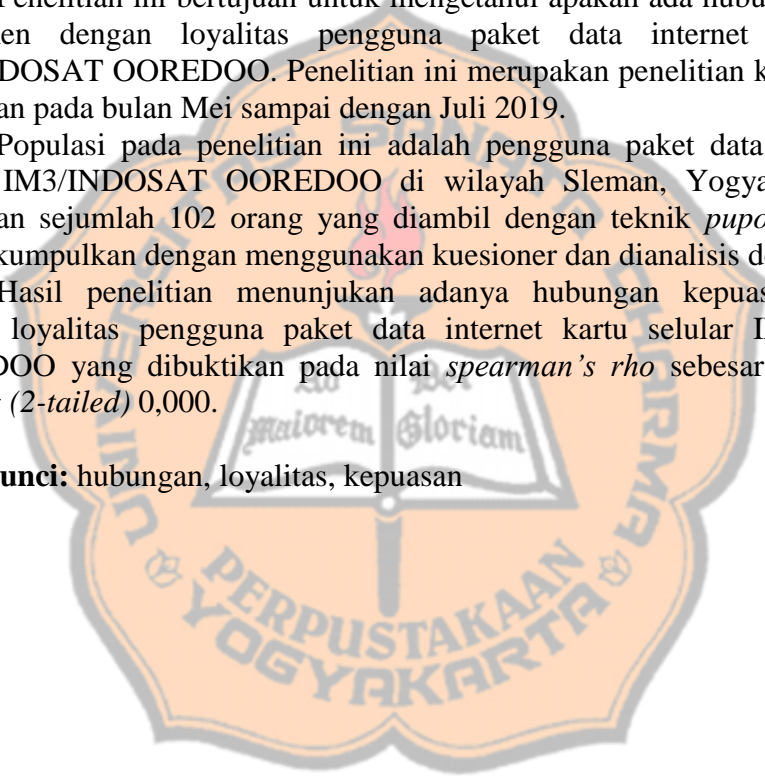 Penelitian ini bertujuan untuk mengetahui apakah ada hubu
en dengan loyalitas pengguna paket data internet
DOSAT OOREDOO. Penelitian ini merupakan penelitian k
an pada bulan Mei sampai dengan Juli 2019.
Populasi pada penelitian ini adalah pengguna paket data
IM3/INDOSAT OOREDOO di wilayah Sleman, Yogya
an sejumlah 102 orang yang diambil dengan teknik pupo
kumpulkan dengan menggunakan kuesioner dan dianalisis d
Hasil penelitian menunjukan adanya hubungan kepuas
loyalitas pengguna paket data internet kartu selular I
DOO yang dibuktikan pada nilai spearman's rho sebesar
(2-tailed) 0,000.
unci: hubungan, loyalitas, kepuasan
UNIVERSITAS SANATA DHARMA
Ad Dei
Maiorem Gloriam
PERPUSTAKAAN
YOGYAKARTA